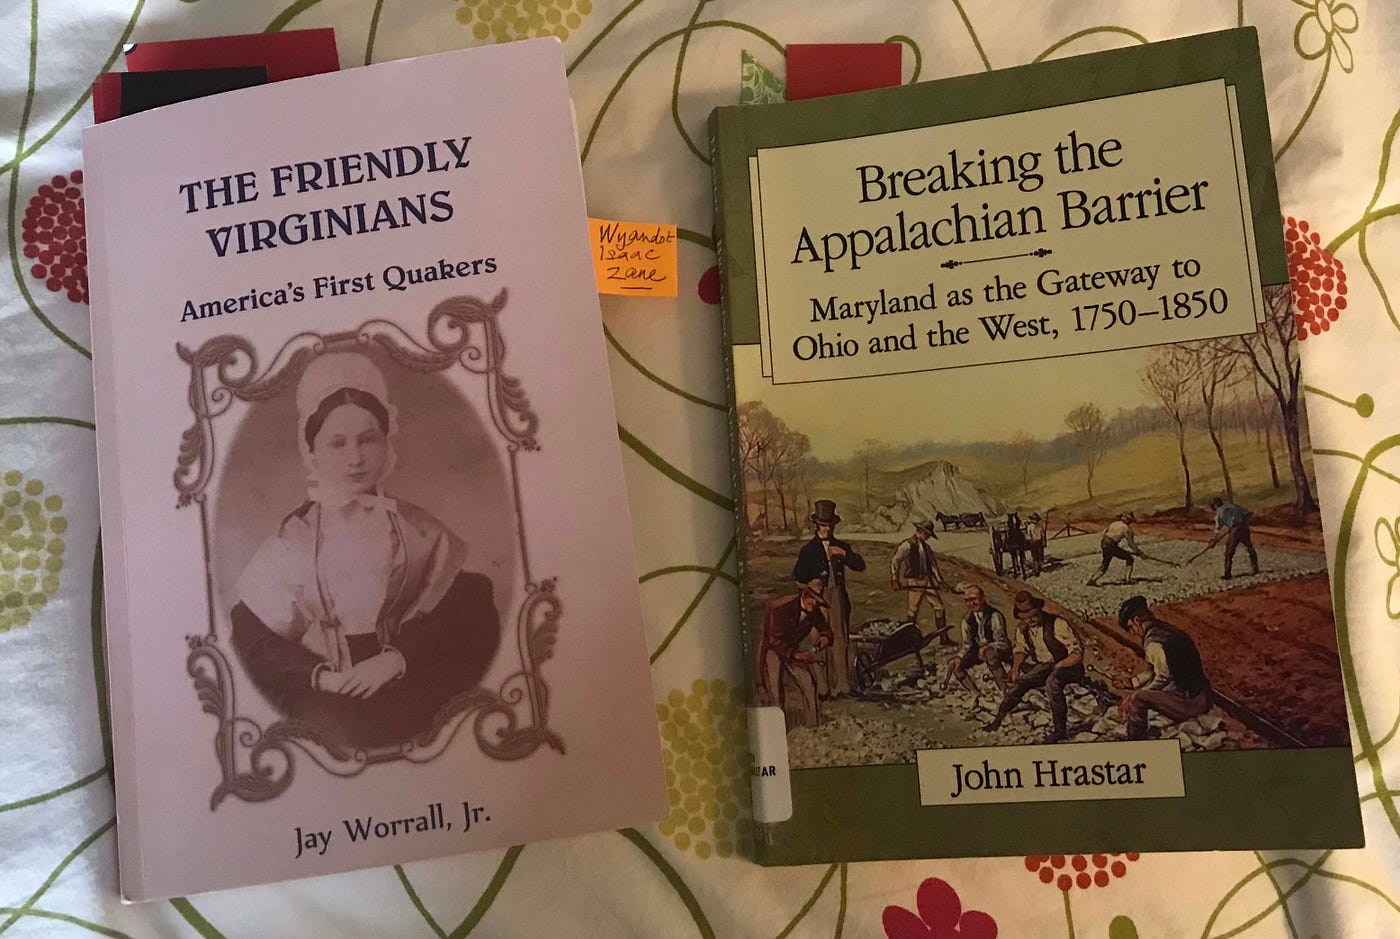 THE FRIENDLY
VIRGINIANS
America's First Quakers
Jay Worrall, Jr.
Wyandot
Isaac
Zane
Breaking the
Appalachian Barrier
Maryland as the Gateway to
Ohio and the West, 1750–1850
John Hrastar